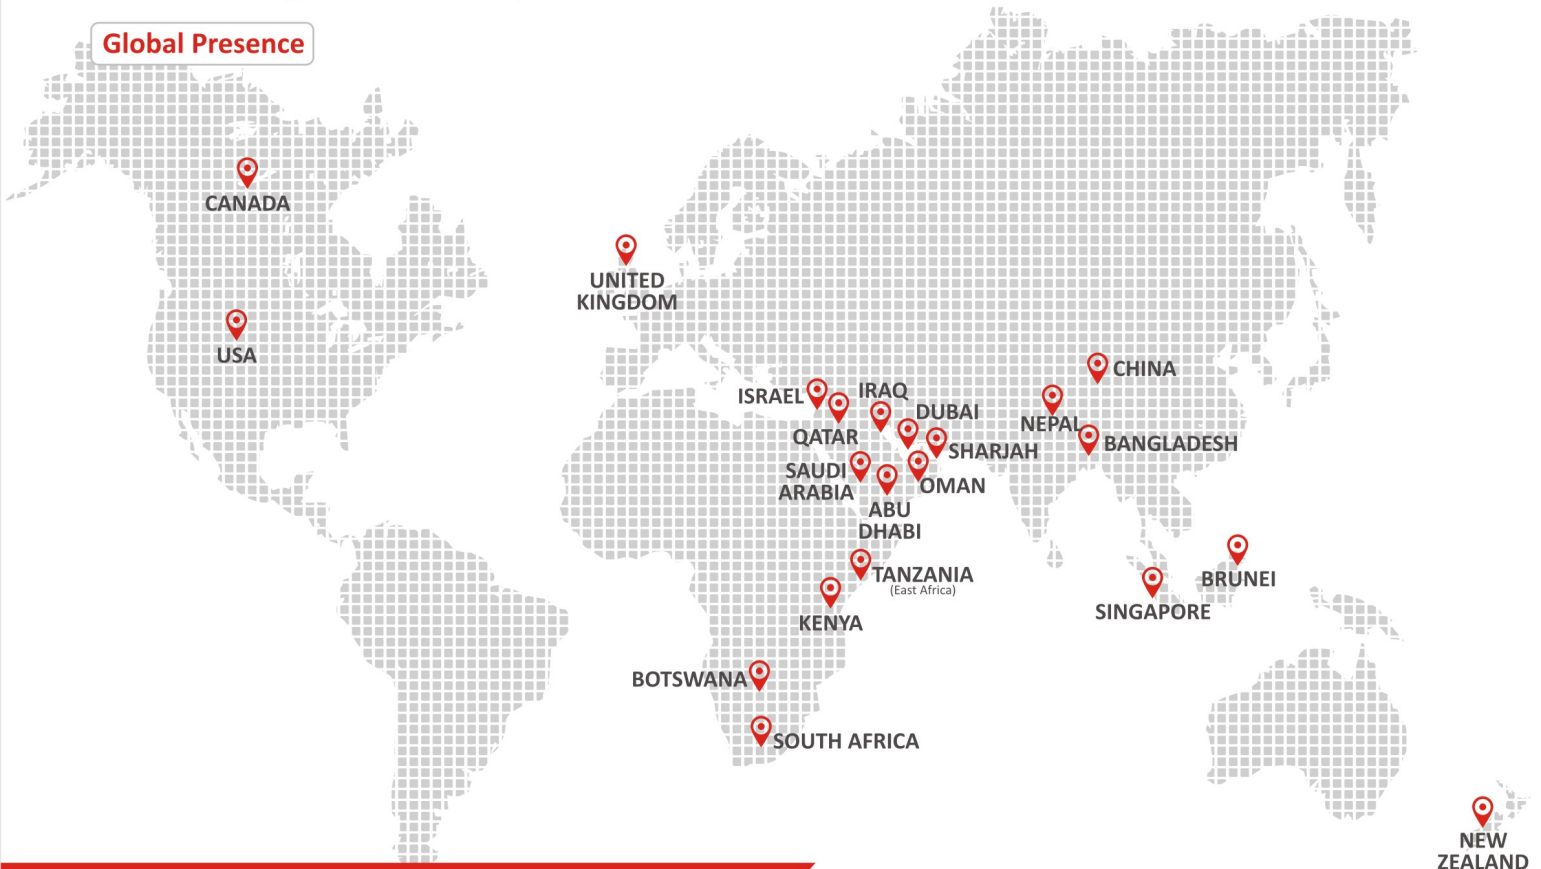 Global Presence
CANADA
UNITED
KINGDOM
USA
CHINA
ISRAEL
IRAQ
DUBAI
NEPAL
QATAR
SHARJAH
BANGLADESH
SAUDI
ARABIA
OMAN
ABU
DHABI
TANZANIA
(East Africa)
BRUNEI
SINGAPORE
KENYA
BOTSWANA
SOUTH AFRICA
NEW
ZEALAND